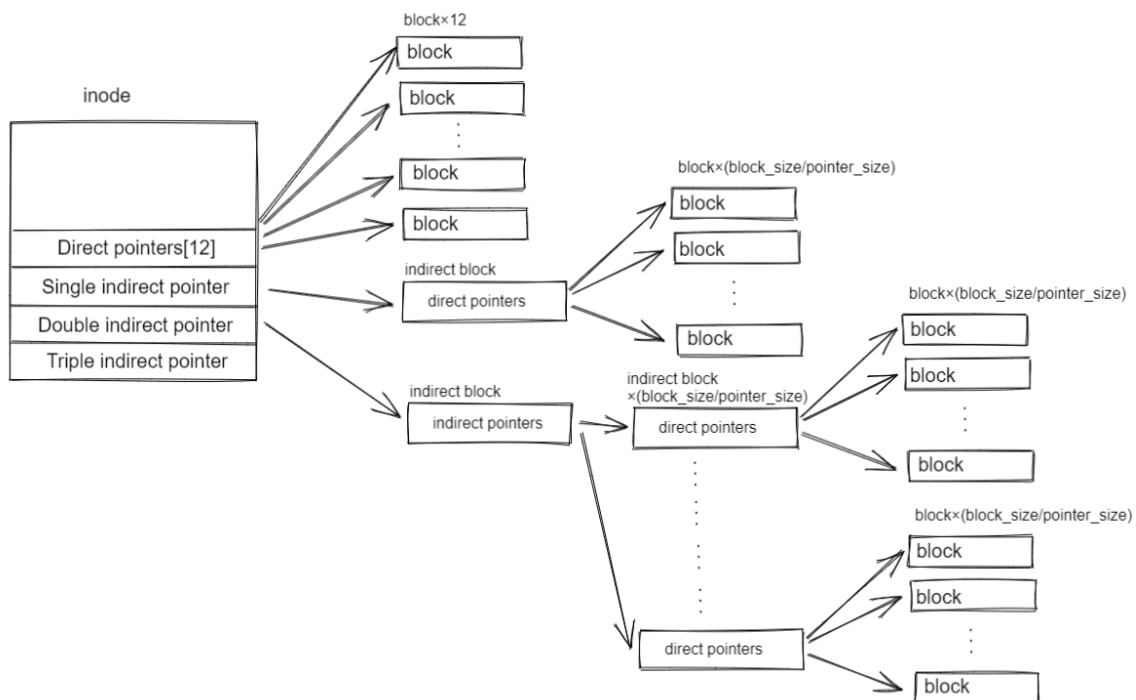 block×12
block
inode
block
block
block×(block_size/pointer_size)
block
block
Direct pointers[12]
block
indirect block
Single indirect pointer
direct pointers
block×(block_size/pointer_size)
Double indirect pointer
block
block
Triple indirect pointer
block
indirect block
indirect block
×(block_size/pointer_size)
indirect pointers
direct pointers
block
block×(block_size/pointer_size)
block
block
direct pointers
block